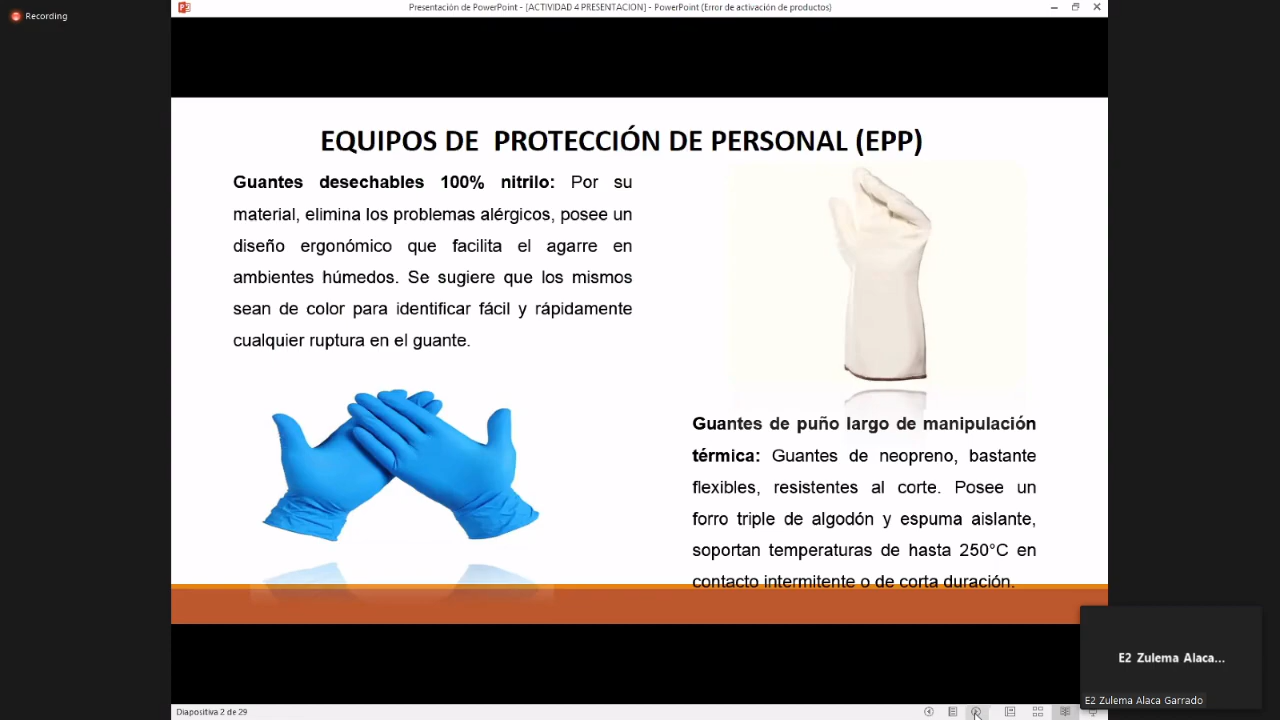 Recording
Presentación de PowerPoint - [ACTIVIDAD 4 PRESENTACION] - PowerPoint (Error de activación de productos)
EQUIPOS DE PROTECCIÓN DE PERSONAL (EPP)
Guantes desechables 100% nitrilo: Por su
material, elimina los problemas alérgicos, posee un
diseño ergonómico que facilita el agarre en
ambientes húmedos. Se sugiere que los mismos
sean de color para identificar fácil y rápidamente
cualquier ruptura en el guante.
Guantes de puño largo de manipulación
térmica: Guantes de neopreno, bastante
flexibles, resistentes al corte. Posee un
forro triple de algodón y espuma aislante,
soportan temperaturas de hasta 250°C en
contacto intermitente o de corta duración.
E2 Zulema Alaca...
E2 Zulema Alaca Garrado
Diapositiva 2 de 29